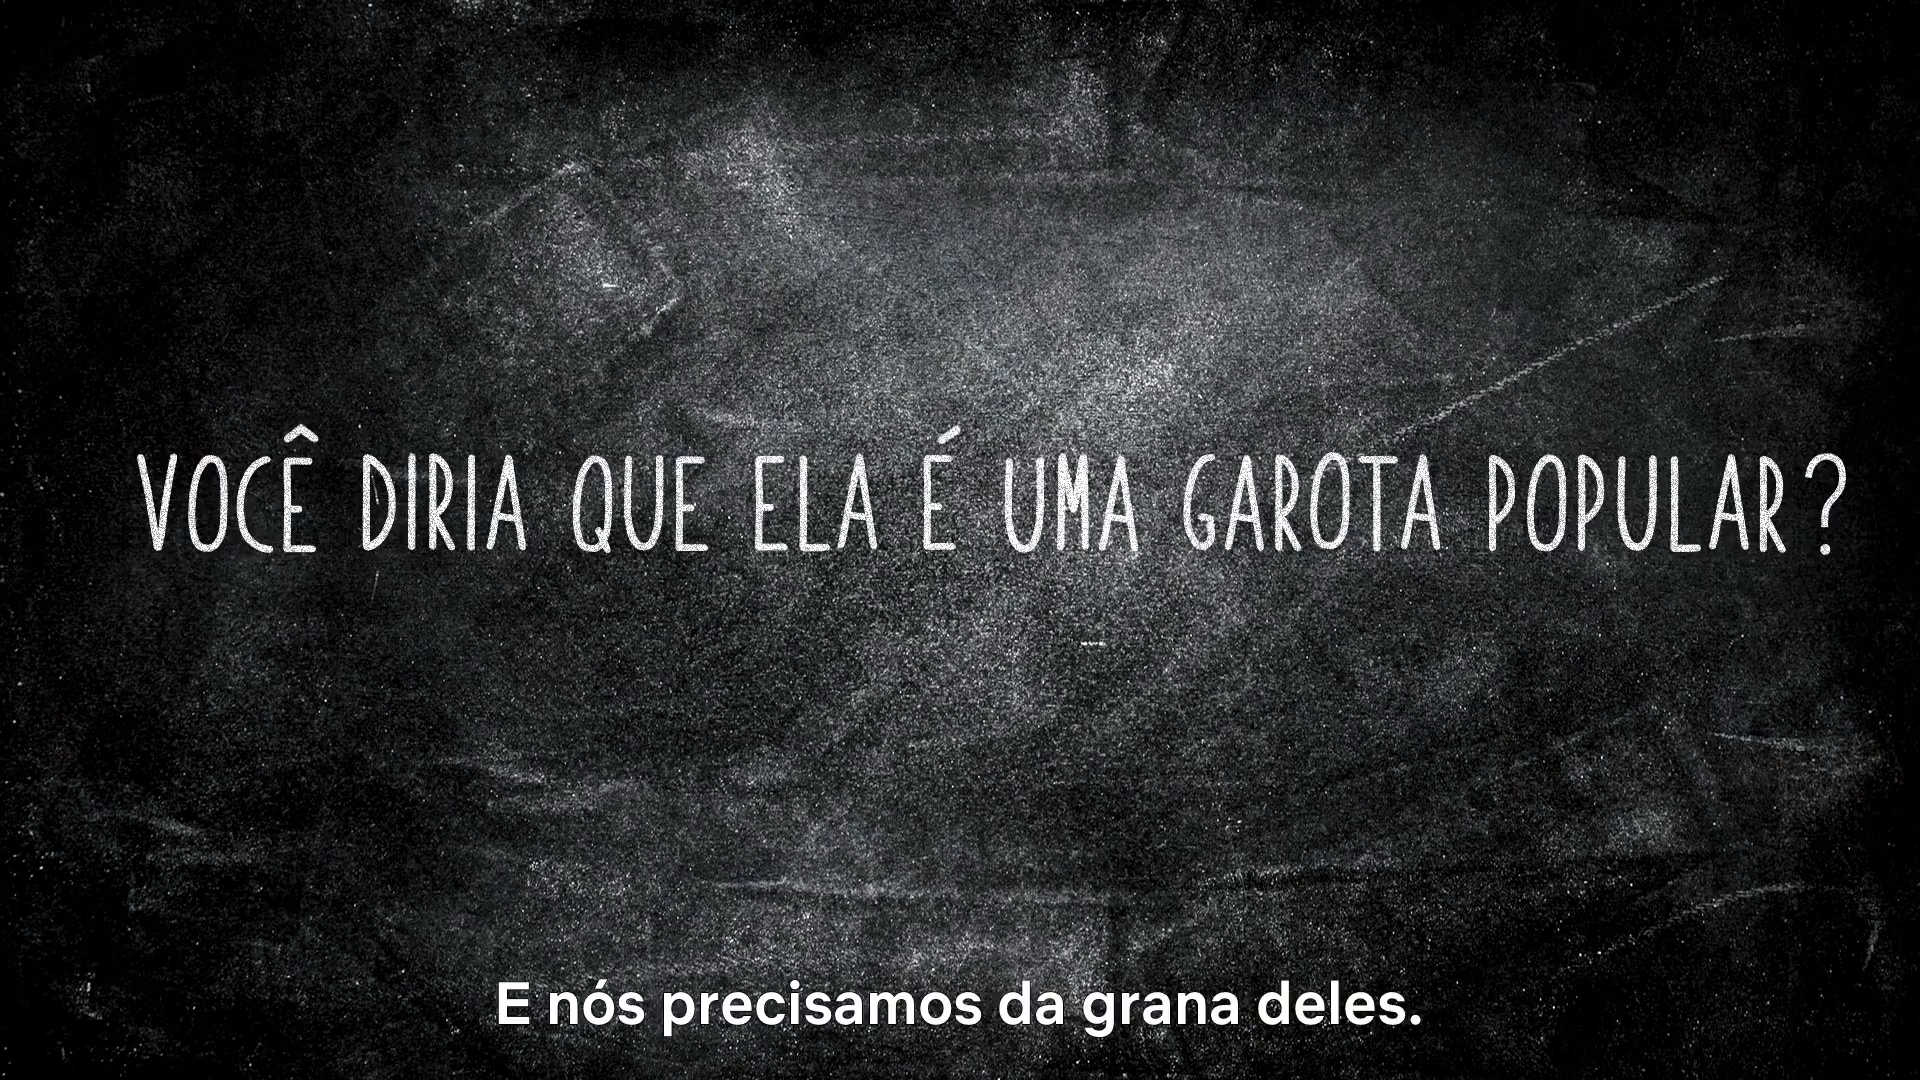 VOCÊ DIRIA QUE ELA É UMA GAROTA POPULAR?
E nós precisamos da grana deles.